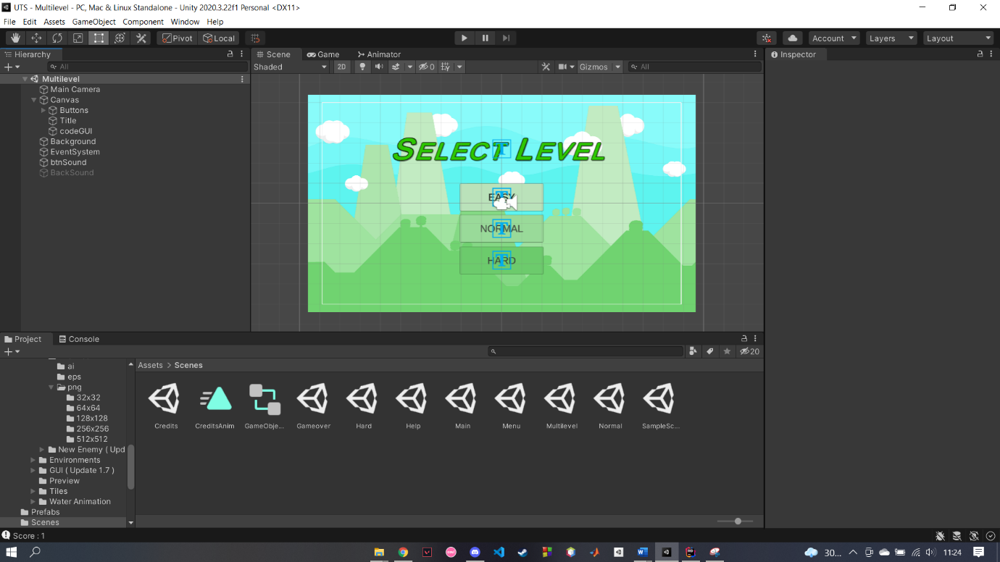 UTS - Multilevel - PC, Mac & Linux Standalone - Unity 2020.3.22f1 Personal <DX11>
File Edit Assets GameObject Component Window Help
Pivot Local Account Layers Layout
Hierarchy
All
Multilevel
Main Camera
Canvas
Buttons
Title
codeGUI
Background
EventSystem
btnSound
BackSound
Scene Game Animator
Shaded 2D 0 Gizmos All
SELECT LEVEL
EASY
NORMAL
HARD
Inspector
Project Console
20
ai
eps
png
32x32
64x64
128x128
256x256
512x512
New Enemy ( Upd
Environments
GUI ( Update 1.7 )
Preview
Tiles
Water Animation
Prefabs
Scenes
Assets > Scenes
Credits CreditsAnim GameObje... Gameover Hard Help Main Menu Multilevel Normal SampleSc...
Score : 1
30... 11:24